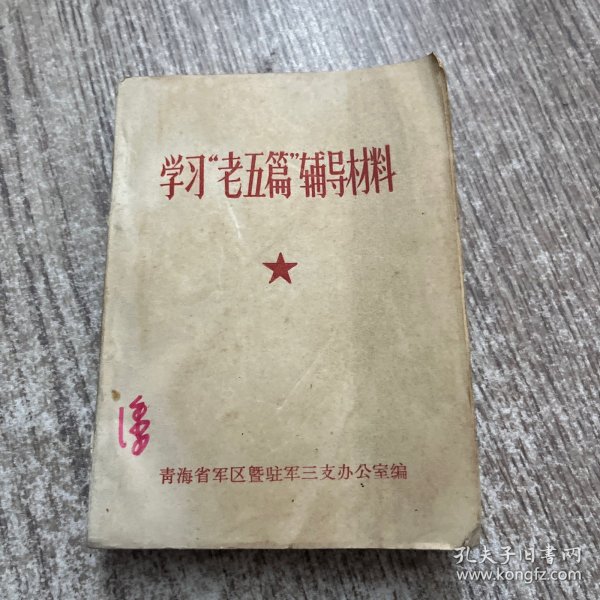 学习“老五篇”辅导材料
青海省军区暨驻军三支办公室编
孔夫子旧书网
www.kongfz.com